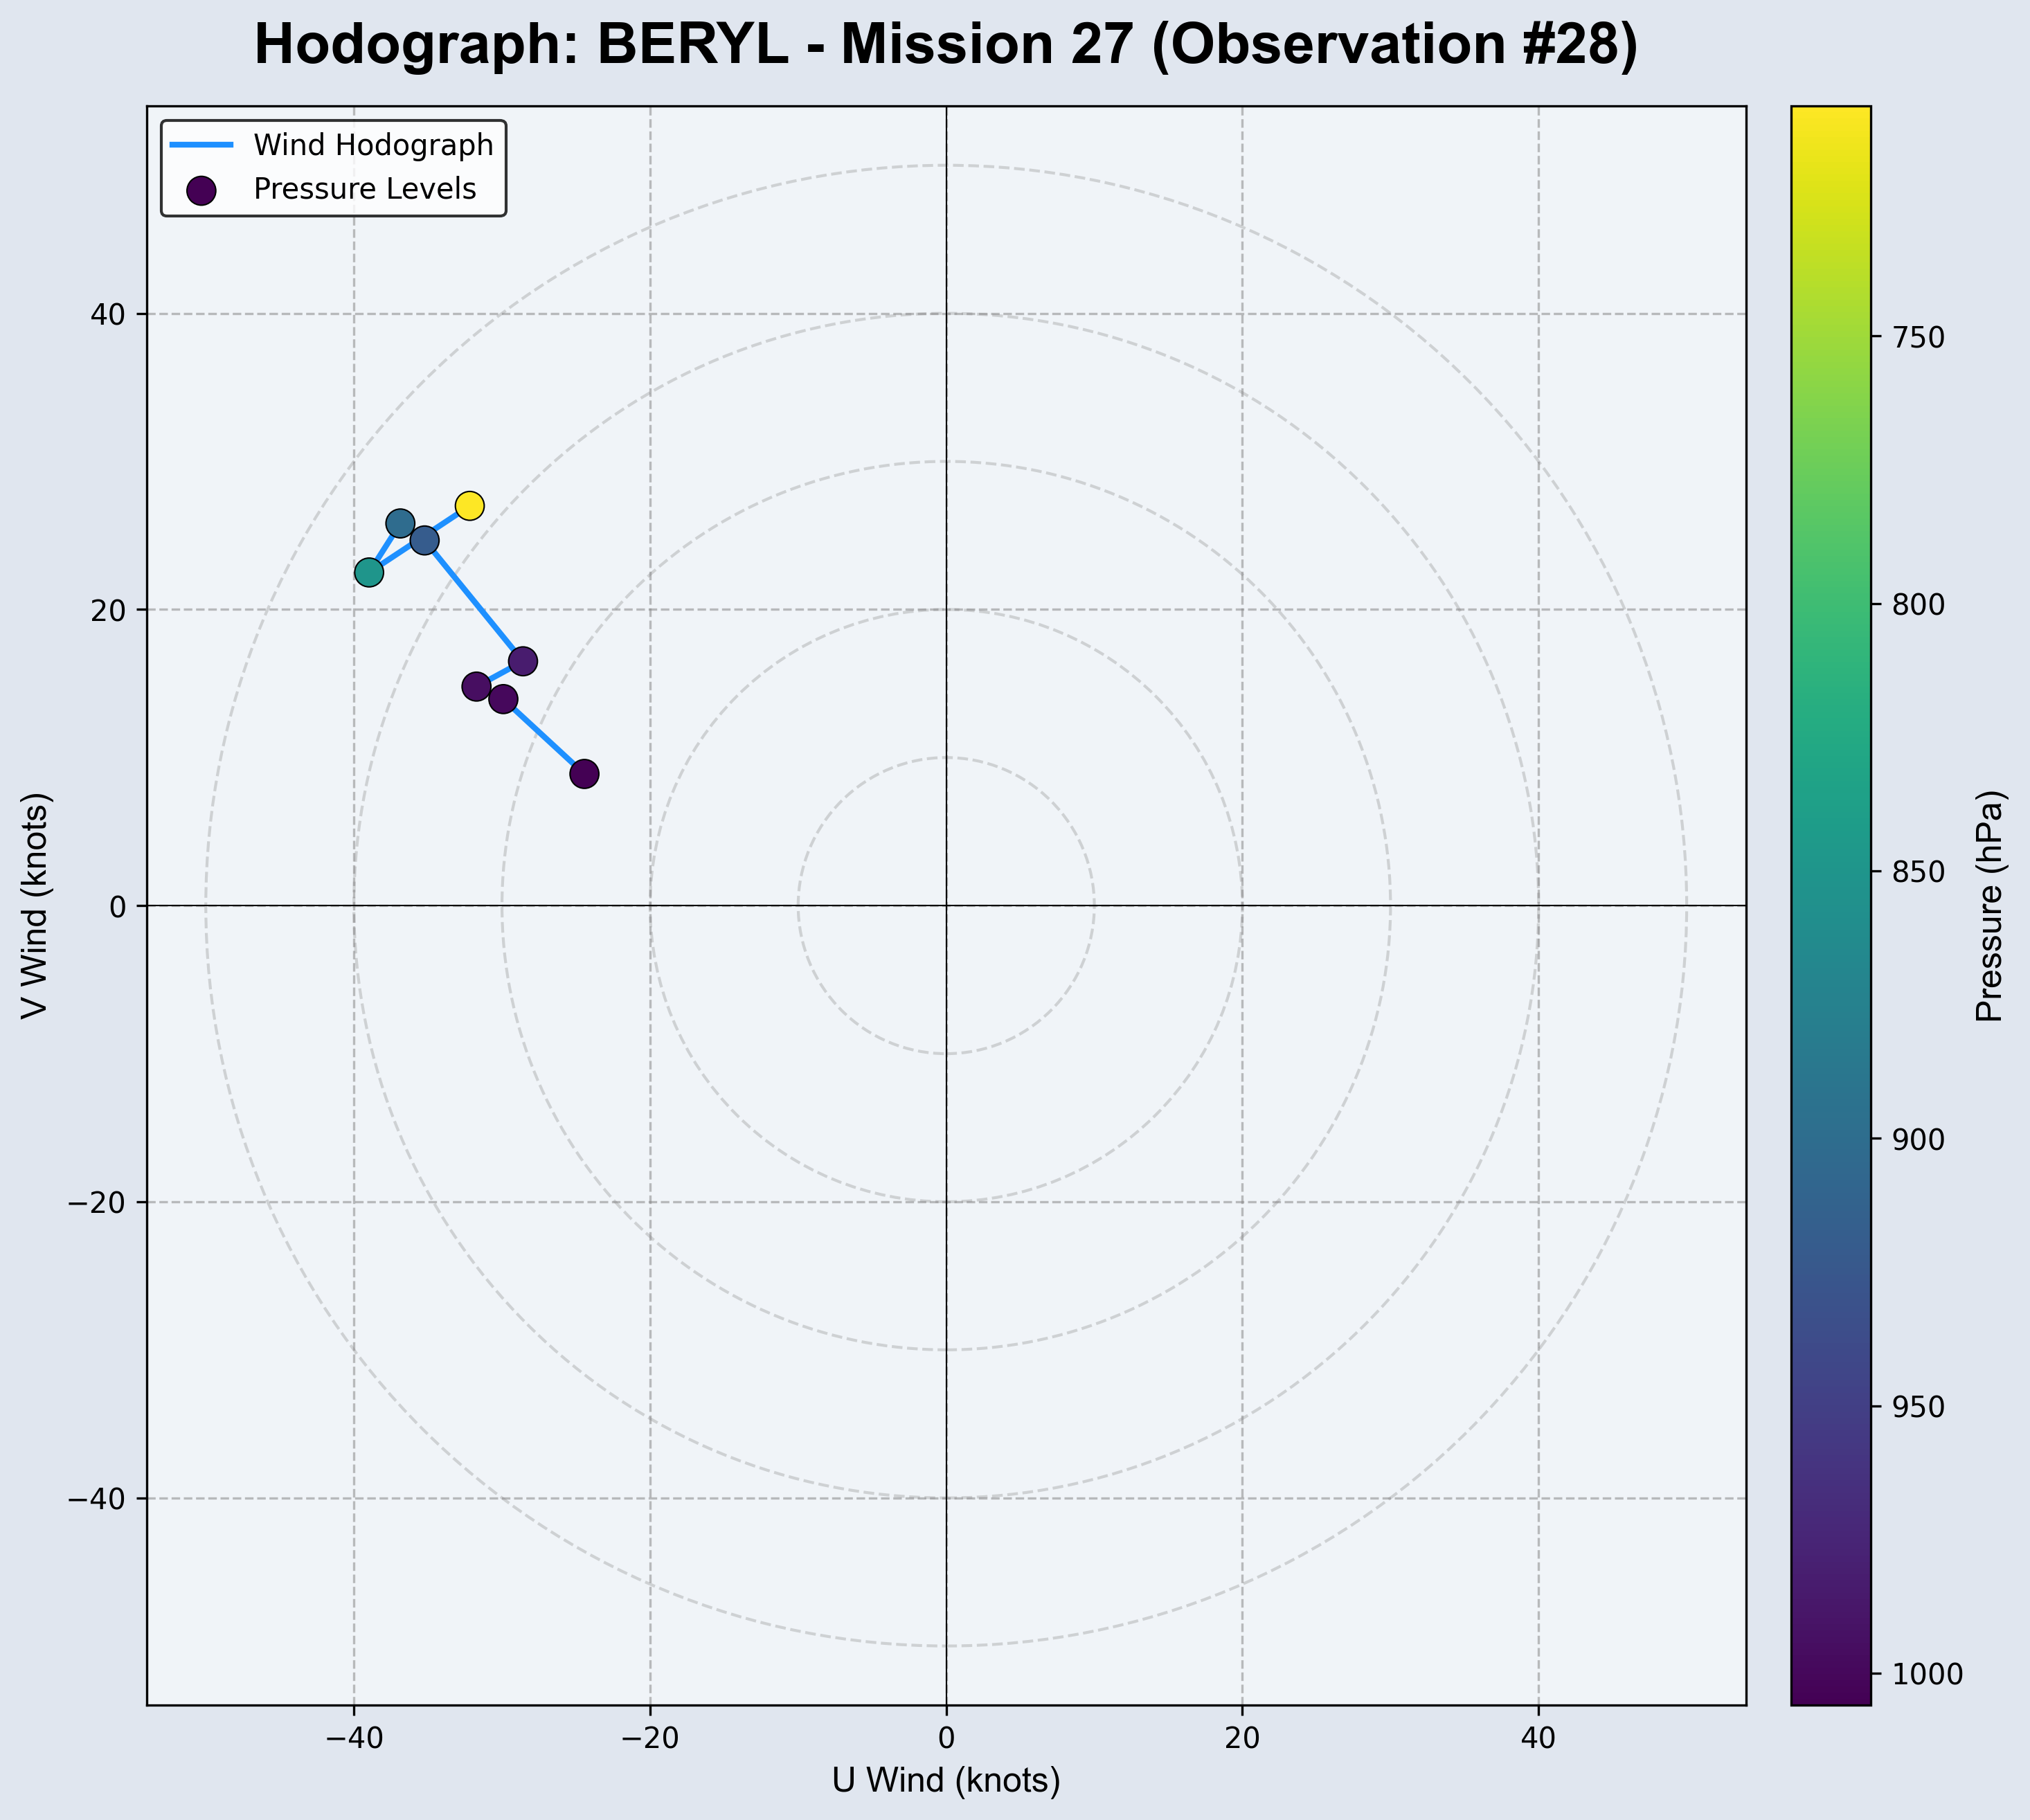 Hodograph: BERYL - Mission 27 (Observation #28)
Wind Hodograph
Pressure Levels
40
20
0
−20
−40
V Wind (knots)
−40
−20
0
20
40
U Wind (knots)
750
800
850
900
950
1000
Pressure (hPa)